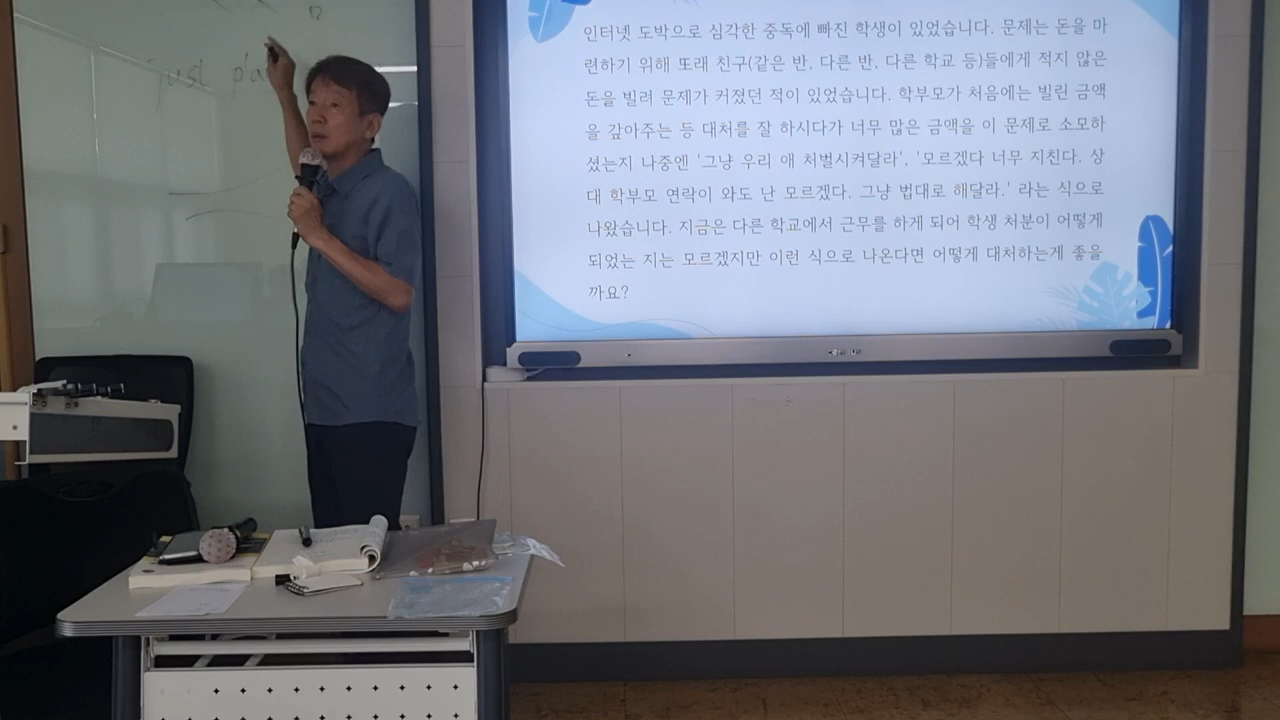 just pla
인터넷 도박으로 심각한 중독에 빠진 학생이 있었습니다. 문제는 돈을 마
련하기 위해 또래 친구(같은 반, 다른 반, 다른 학교 등)들에게 적지 않은
돈을 빌려 문제가 커졌던 적이 있었습니다. 학부모가 처음에는 빌린 금액
을 갚아주는 등 대처를 잘 하시다가 너무 많은 금액을 이 문제로 소모하
셨는지 나중엔 '그냥 우리 애 처벌시켜달라', '모르겠다 너무 지친다. 상
대 학부모 연락이 와도 난 모르겠다. 그냥 법대로 해달라.' 라는 식으로
나왔습니다. 지금은 다른 학교에서 근무를 하게 되어 학생 처분이 어떻게
되었는 지는 모르겠지만 이런 식으로 나온다면 어떻게 대처하는게 좋을
까요?